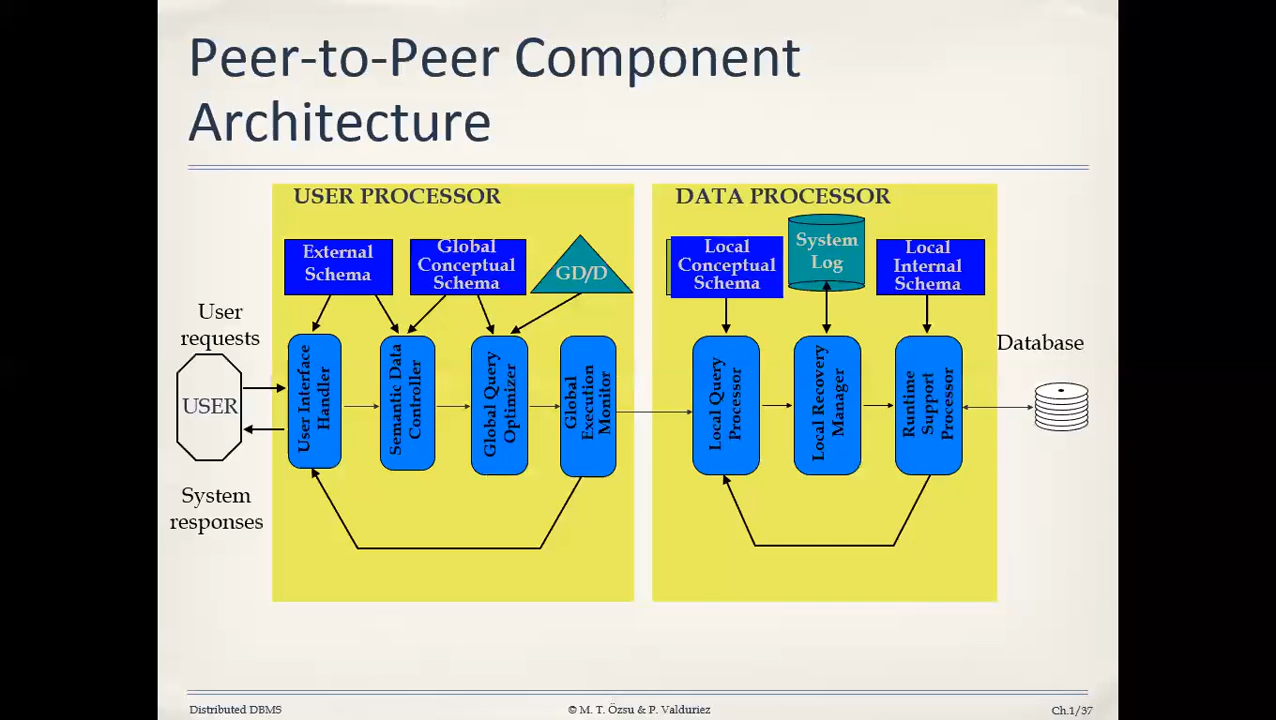 Peer-to-Peer Component
Architecture
USER PROCESSOR
DATA PROCESSOR
External
Schema
Global
Conceptual
Schema
GD/D
Local
Conceptual
Schema
System
Log
Local
Internal
Schema
User
requests
USER
System
responses
User Interface
Handler
Semantic Data
Controller
Global Query
Optimizer
Global
Execution
Monitor
Local Query
Processor
Local Recovery
Manager
Runtime
Support
Processor
Database
Distributed DBMS
© M. T. Özsu & P. Valduriez
Ch.1/37